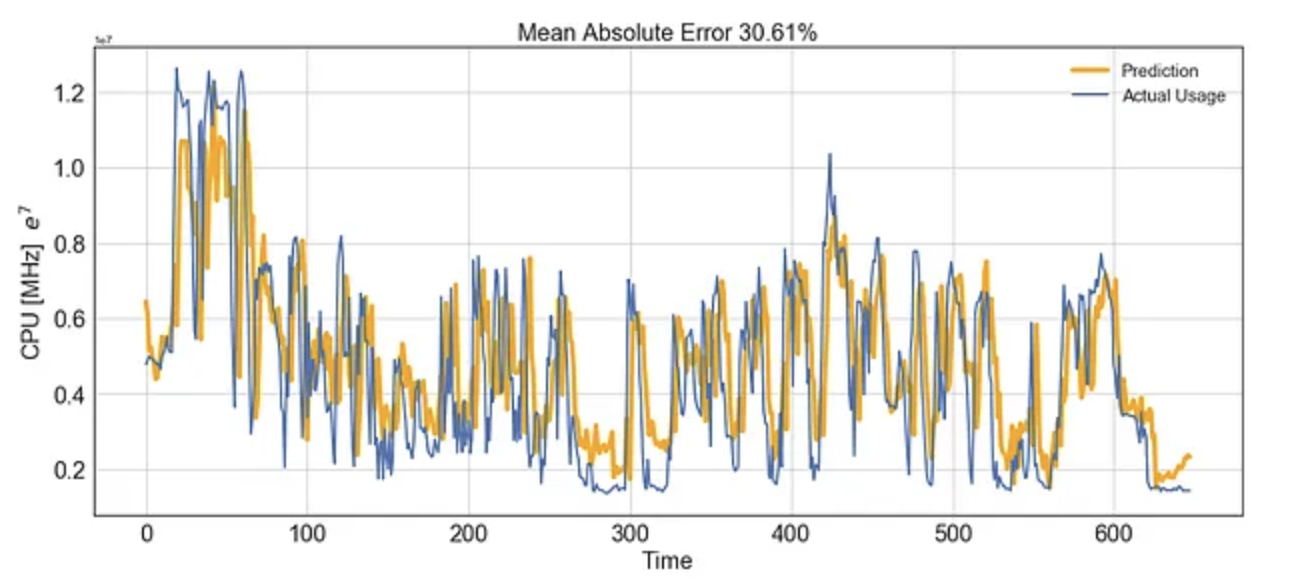 Mean Absolute Error 30.61%
1e7
Prediction
Actual Usage
1.2
1.0
0.8
0.6
0.4
0.2
CPU [MHz] e⁷
0 100 200 300 400 500 600
Time